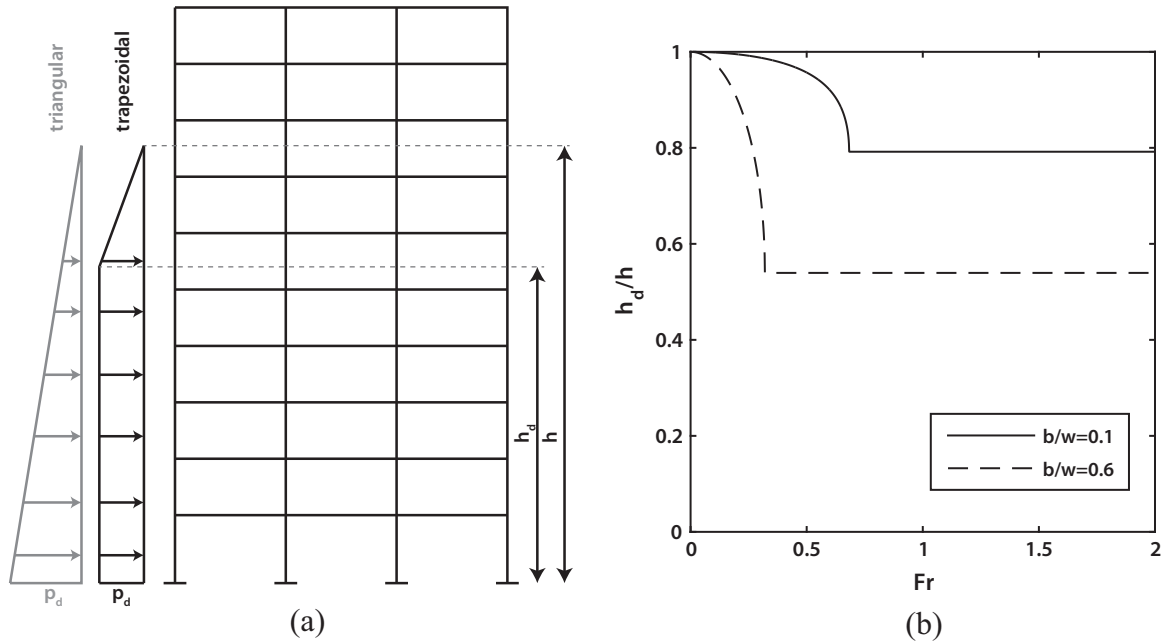 triangular
trapezoidal
h_d
h
p_d
p_d
(a)
h_d/h
1
0.8
0.6
0.4
0.2
0
0
0.5
1
1.5
2
Fr
b/w=0.1
b/w=0.6
(b)